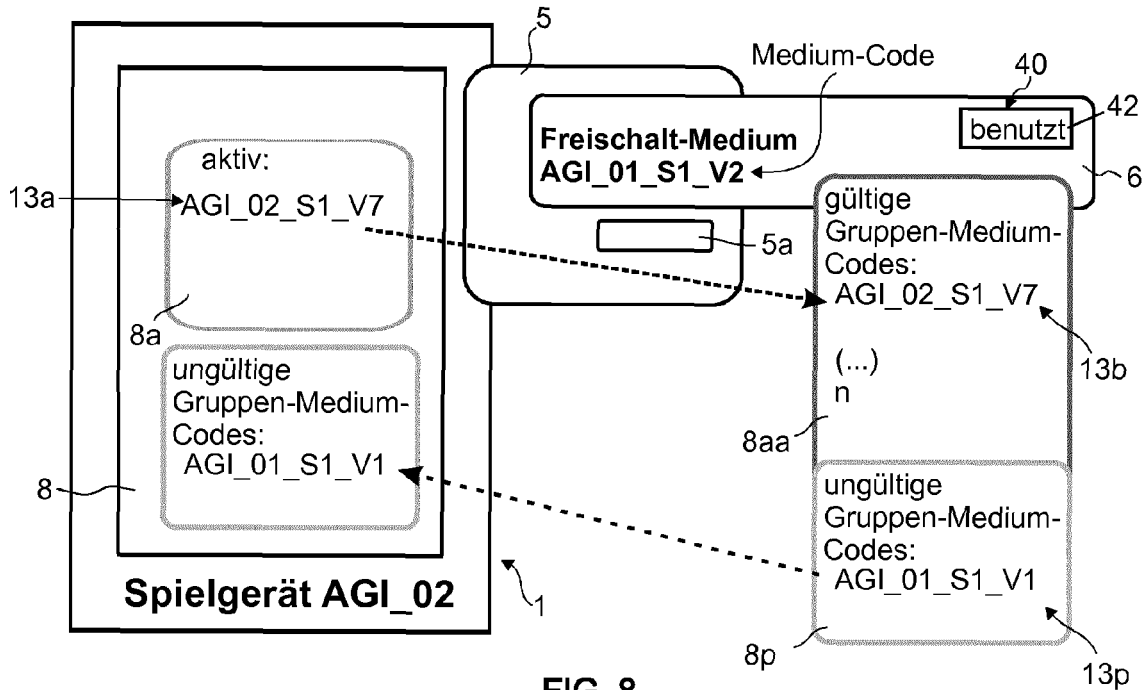 5
Medium-Code
40
benutzt
42
Freischalt-Medium
AGI_01_S1_V2
6
aktiv:
13a
AGI_02_S1_V7
5a
8a
gültige
Gruppen-Medium-
Codes:
AGI_02_S1_V7
13b
(...)
n
8aa
ungültige
Gruppen-Medium-
Codes:
AGI_01_S1_V1
8
ungültige
Gruppen-Medium-
Codes:
AGI_01_S1_V1
8p
13p
Spielgerät AGI_02
1
FIG. 8